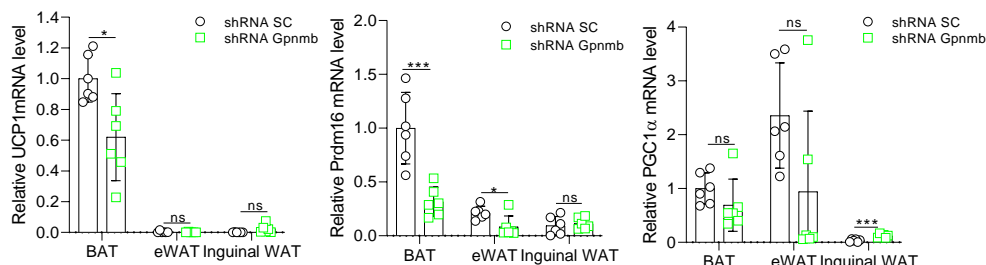 Relative UCP1mRNA level
1.4
1.2
1.0
0.8
0.6
0.4
0.2
0.0
shRNA SC
shRNA Gpnmb
*
ns
ns
BAT
eWAT
Inguinal WAT
Relative Prdm16 mRNA level
2.0
1.5
1.0
0.5
0.0
shRNA SC
shRNA Gpnmb
***
*
ns
BAT
eWAT
Inguinal WAT
Relative PGC1α mRNA level
4
3
2
1
0
shRNA SC
shRNA Gpnmb
ns
ns
***
BAT
eWAT
Inguinal WAT